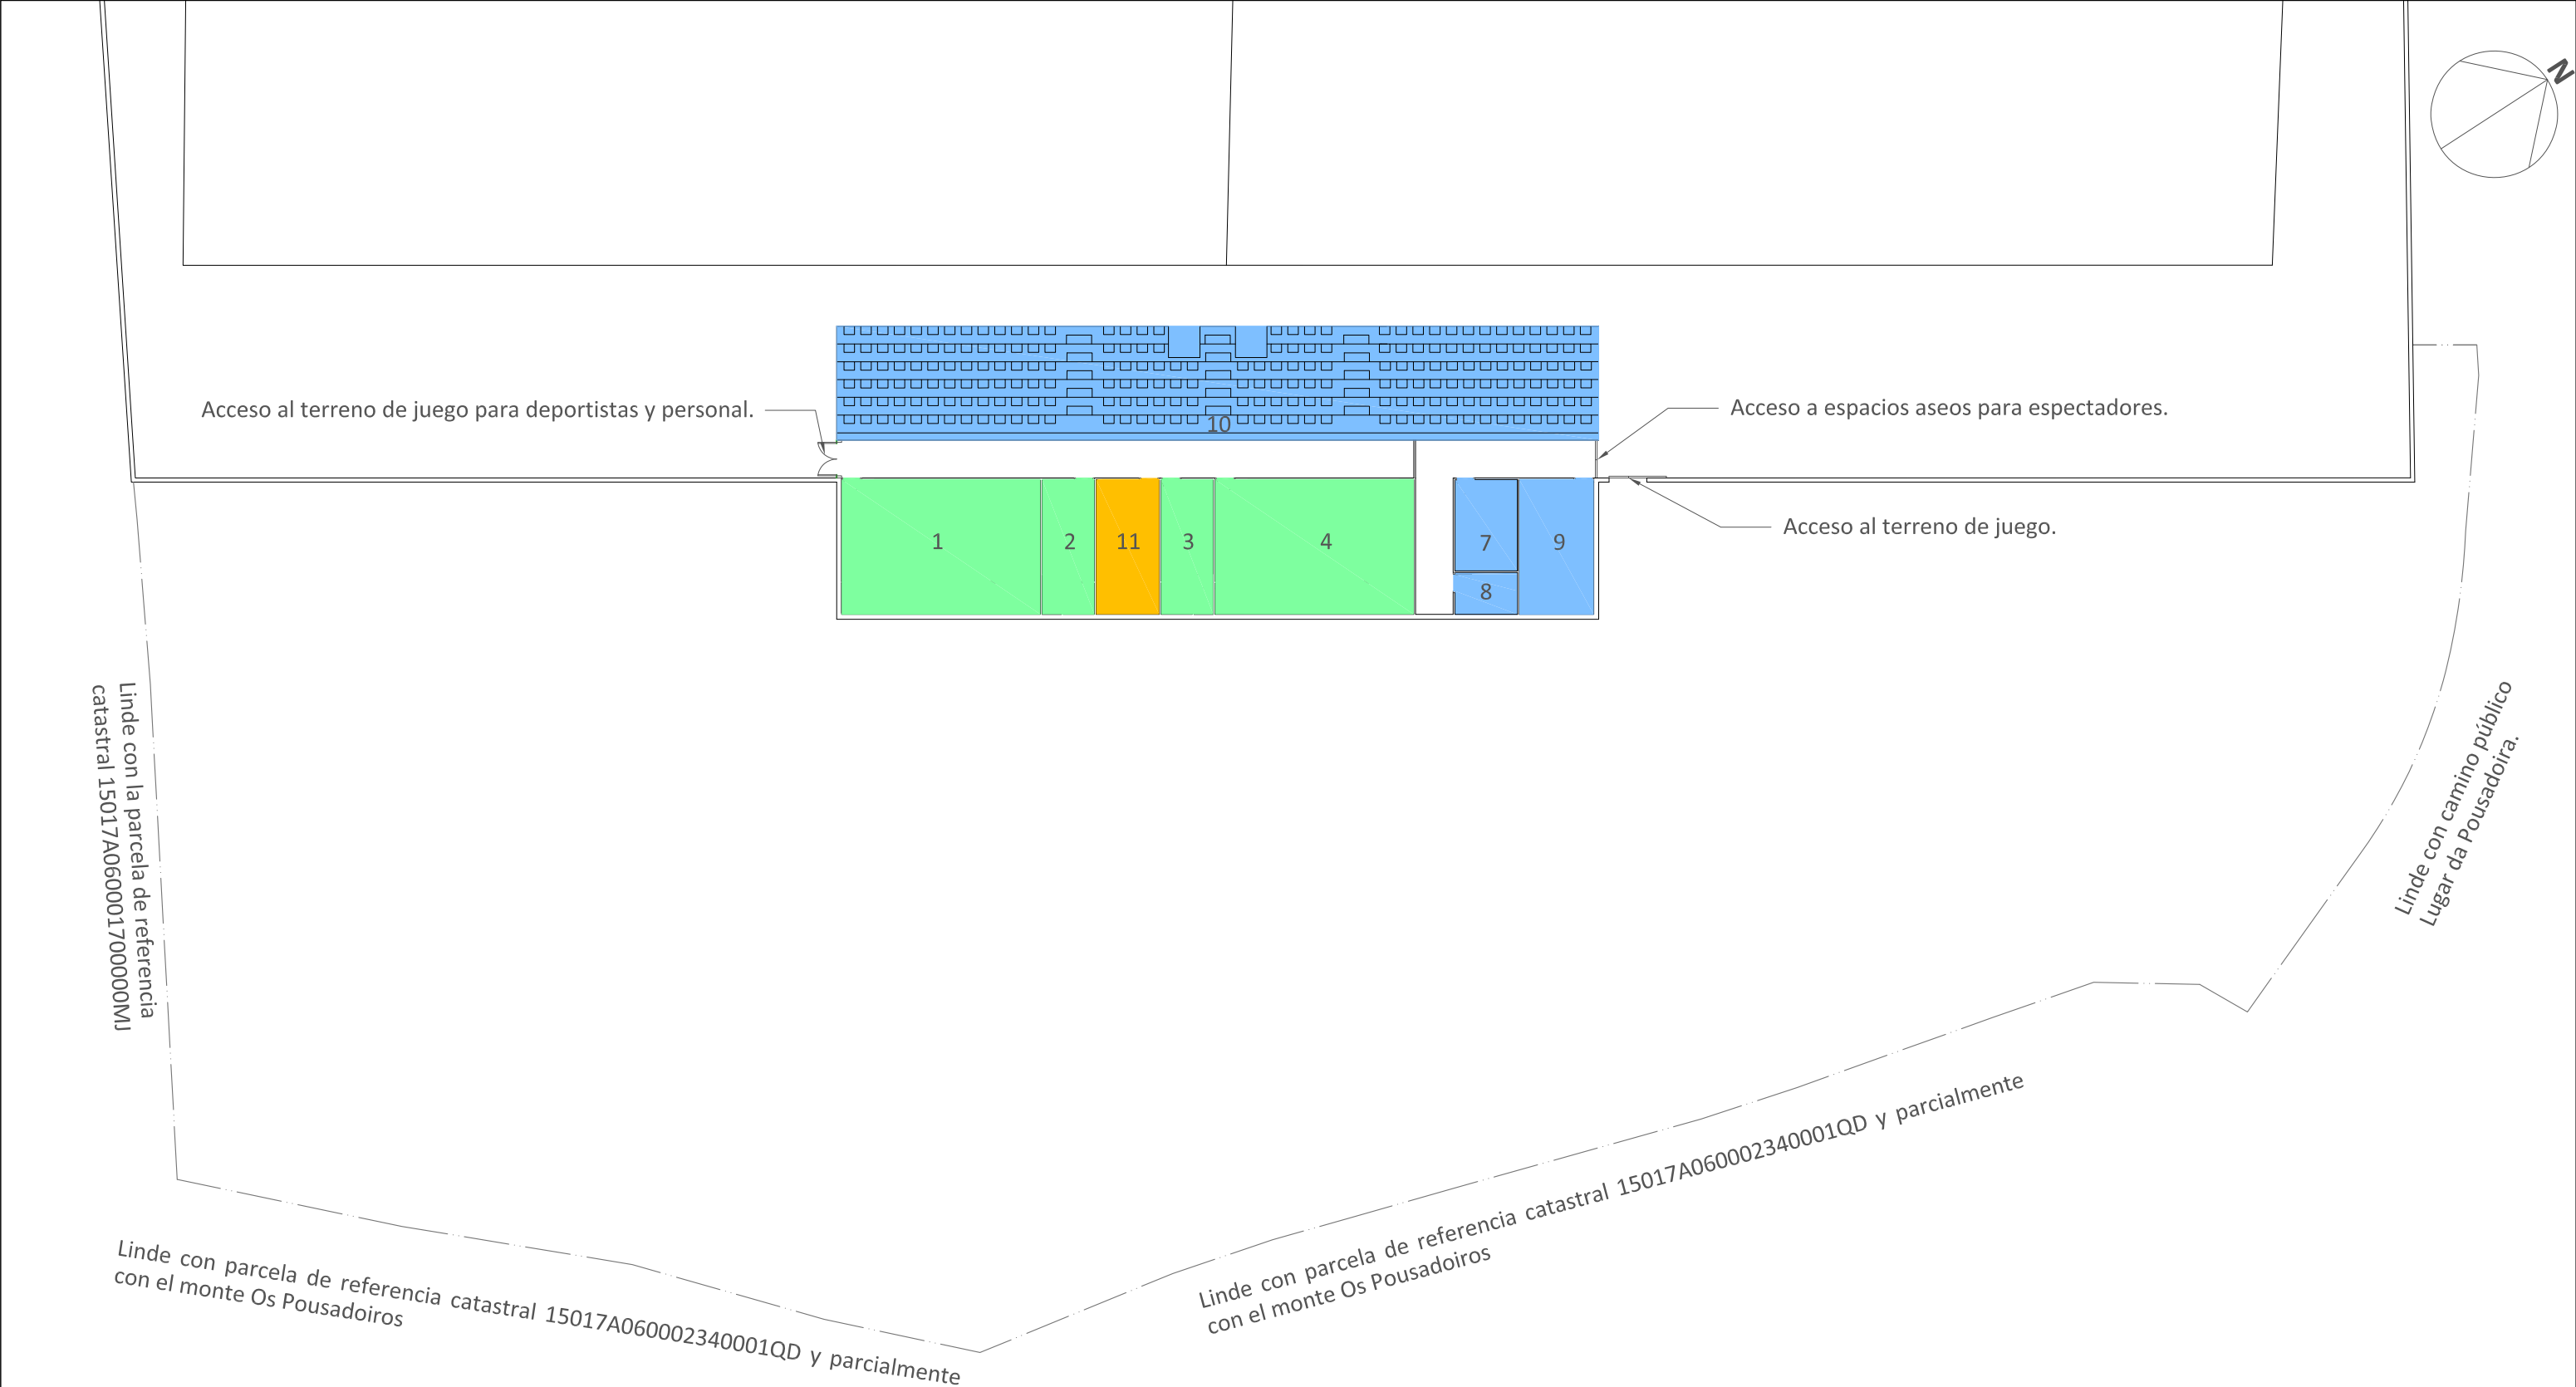 N
Acceso al terreno de juego para deportistas y personal.
Acceso a espacios aseos para espectadores.
10
Acceso al terreno de juego.
1
2
11
3
4
7
9
8
Linde con la parcela de referencia
catastral 15017A060001700000MJ
Linde con camino público
Lugar da Pousadoira.
Linde con parcela de referencia catastral 15017A060002340001QD y parcialmente
con el monte Os Pousadoiros
Linde con parcela de referencia catastral 15017A060002340001QD y parcialmente
con el monte Os Pousadoiros